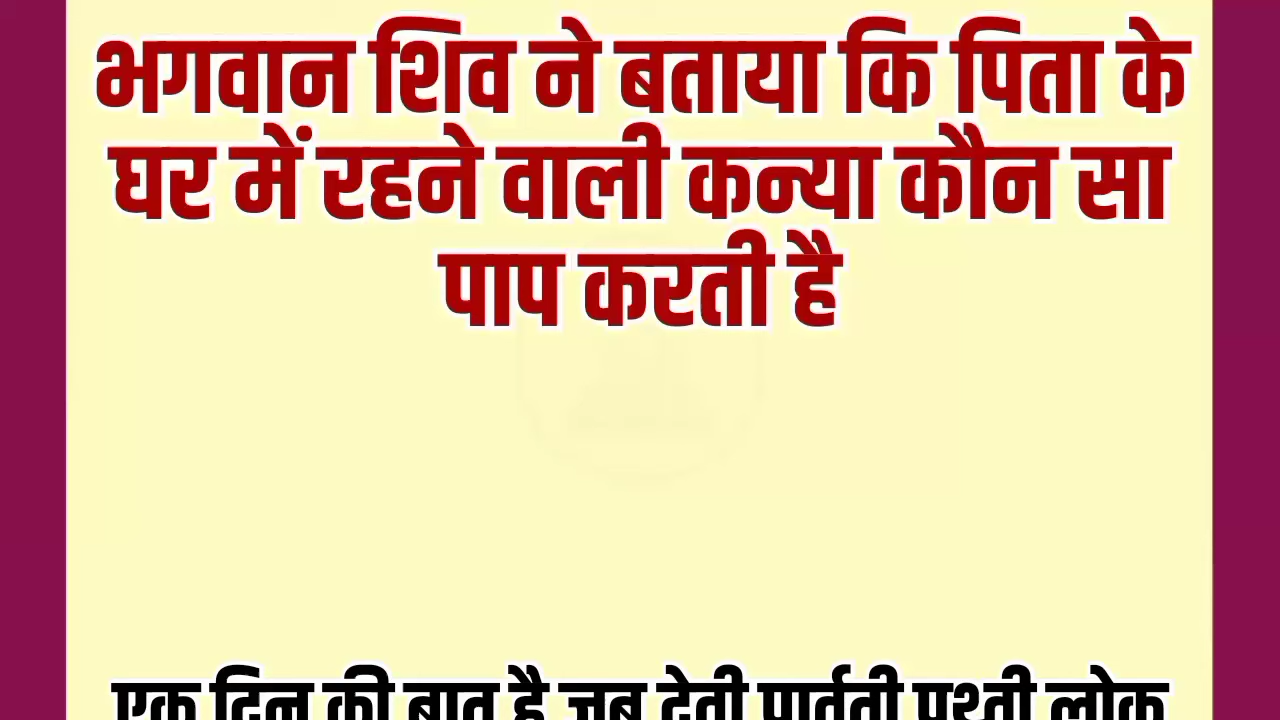 भगवान शिव ने बताया कि पिता के
घर में रहने वाली कन्या कौन सा
पाप करती है
एक दिन की बात है जब देवी पार्वती पृथ्वी लोक